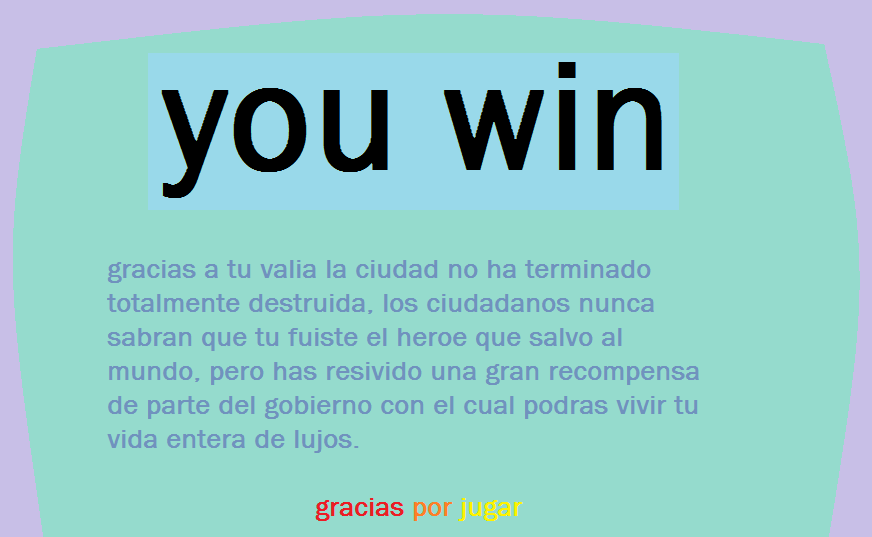 you win
gracias a tu valia la ciudad no ha terminado
totalmente destruida, los ciudadanos nunca
sabran que tu fuiste el heroe que salvo al
mundo, pero has resivido una gran recompensa
de parte del gobierno con el cual podras vivir tu
vida entera de lujos.
gracias por jugar